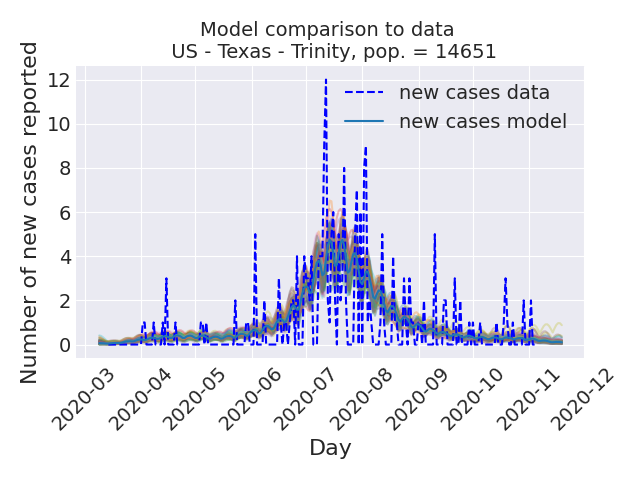 Model comparison to data
US - Texas - Trinity, pop. = 14651
Number of new cases reported
12
10
8
6
4
2
0
new cases data
new cases model
2020-03
2020-04
2020-05
2020-06
2020-07
2020-08
2020-09
2020-10
2020-11
2020-12
Day